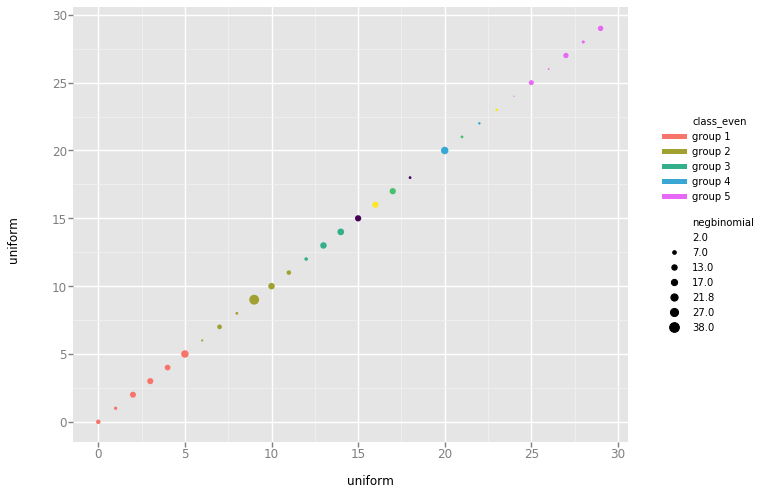 30
25
20
15
10
5
0
uniform
0 5 10 15 20 25 30
uniform
class_even
group 1
group 2
group 3
group 4
group 5
negbinomial
2.0
7.0
13.0
17.0
21.8
27.0
38.0